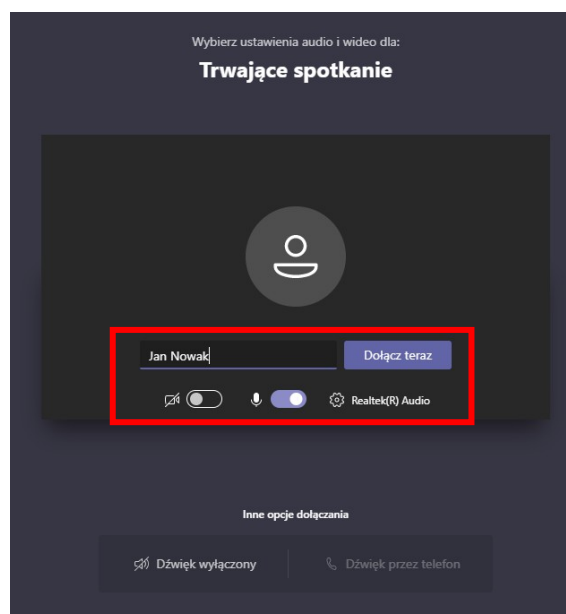 Wybierz ustawienia audio i wideo dla:
Trwające spotkanie
Jan Nowak
Dołącz teraz
Realtek(R) Audio
Inne opcje dołączania
Dźwięk wyłączony
Dźwięk przez telefon